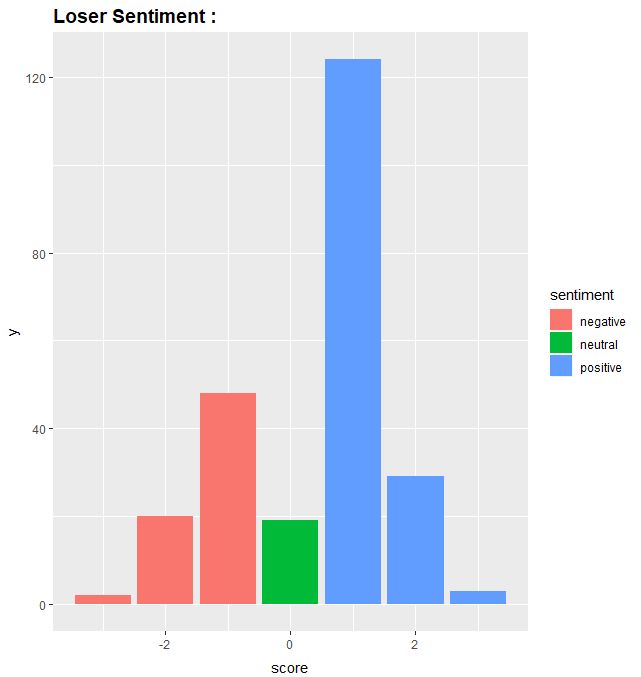 Loser Sentiment :
120
80
40
0
y
-2
0
2
score
sentiment
negative
neutral
positive